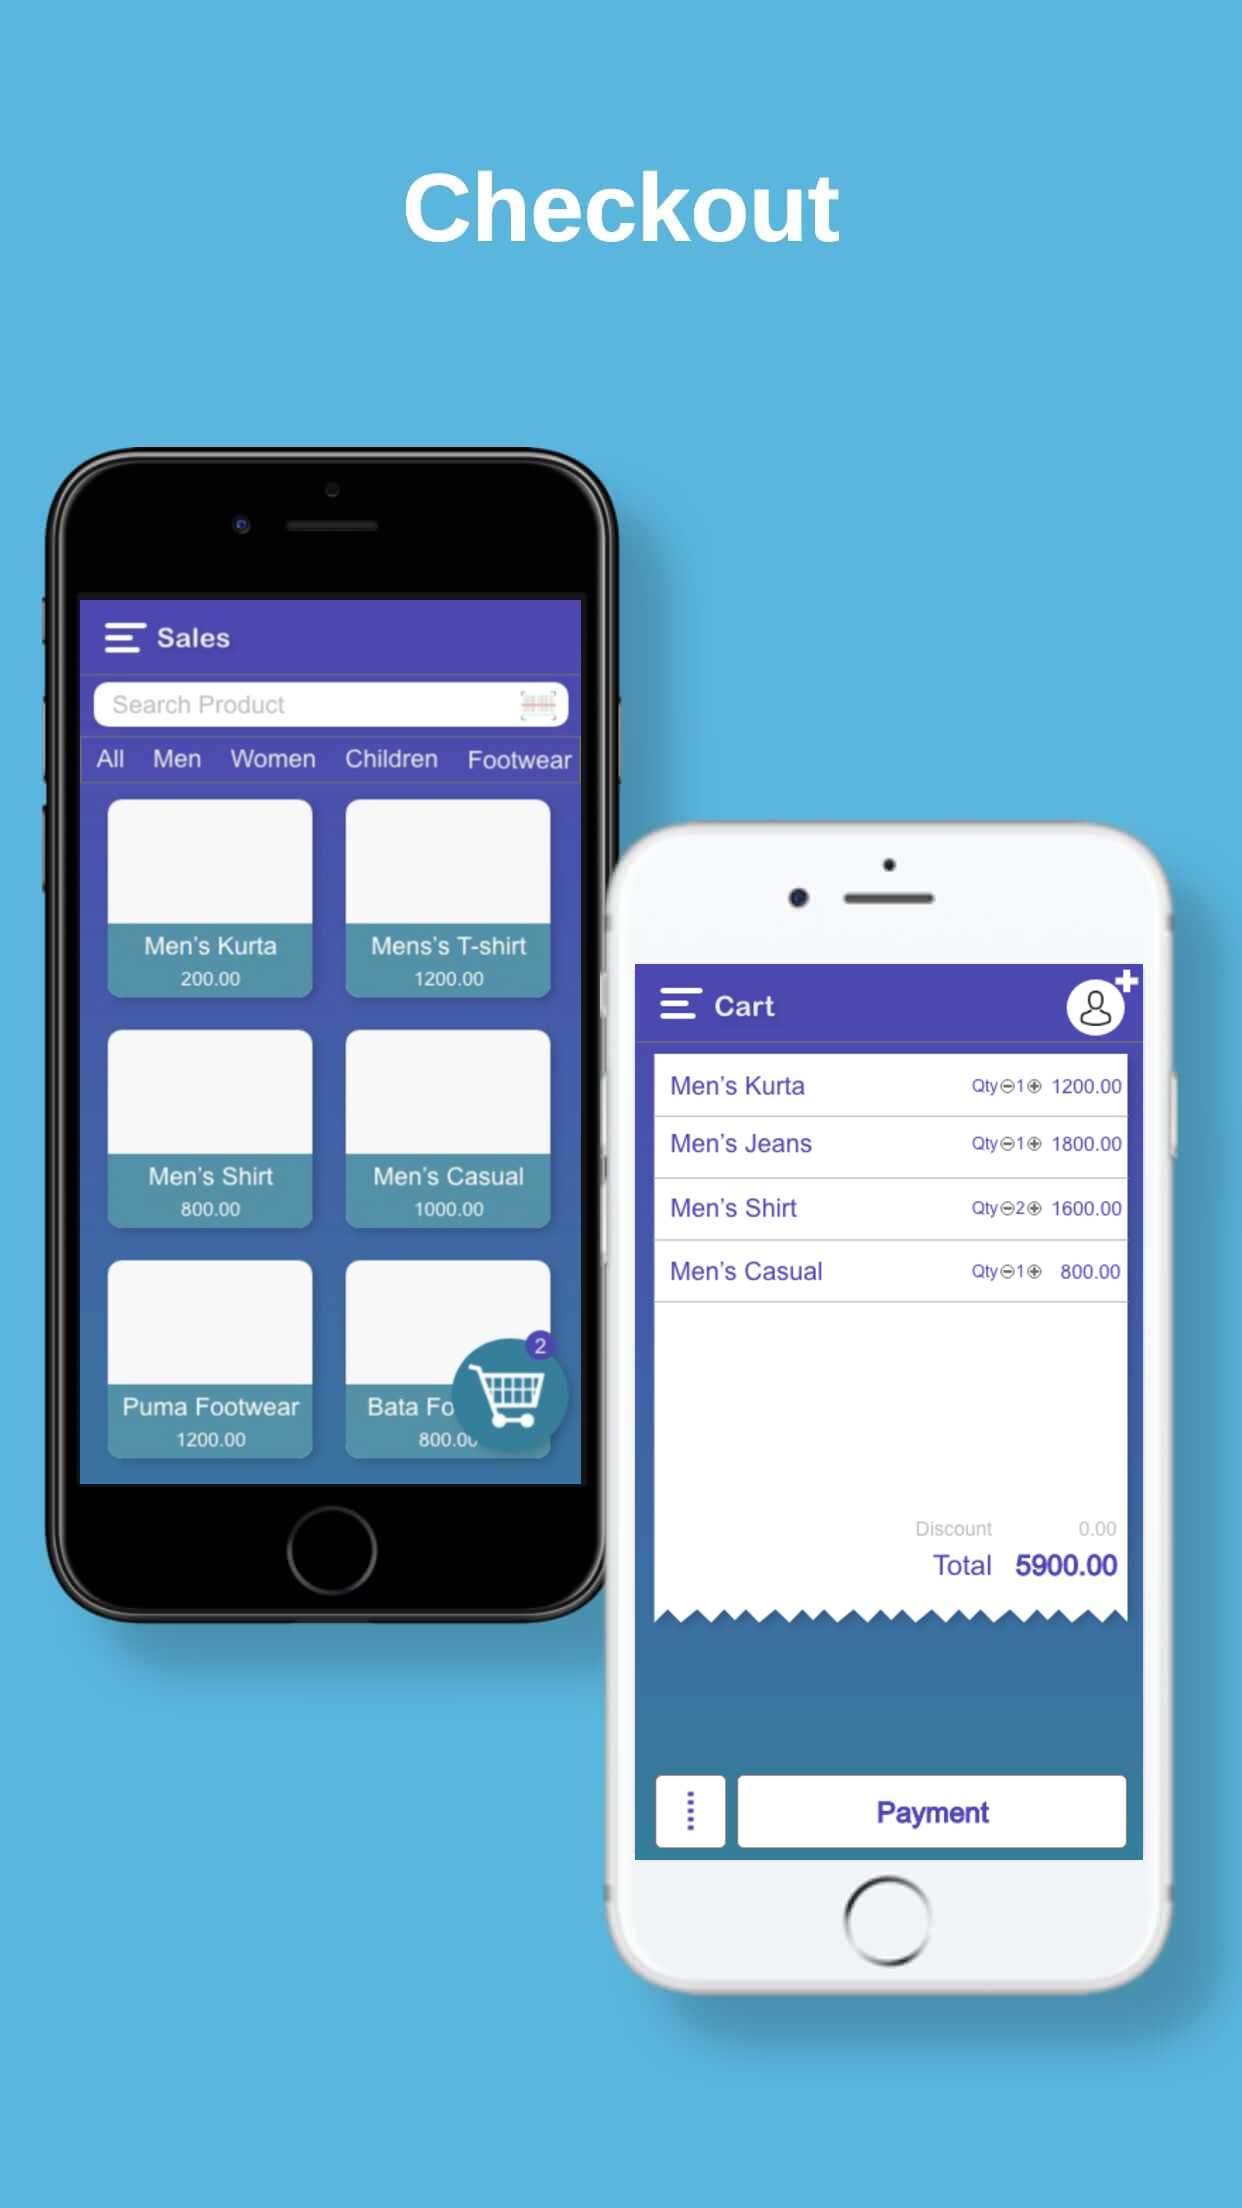 Checkout
Sales
Search Product
All Men Women Children Footwear
Men's Kurta
200.00
Mens's T-shirt
1200.00
Men's Shirt
800.00
Men's Casual
1000.00
Puma Footwear
1200.00
Bata Fo
800.00
2
Cart
Men's Kurta Qty 1 1200.00
Men's Jeans Qty 1 1800.00
Men's Shirt Qty 2 1600.00
Men's Casual Qty 1 800.00
Discount 0.00
Total 5900.00
Payment